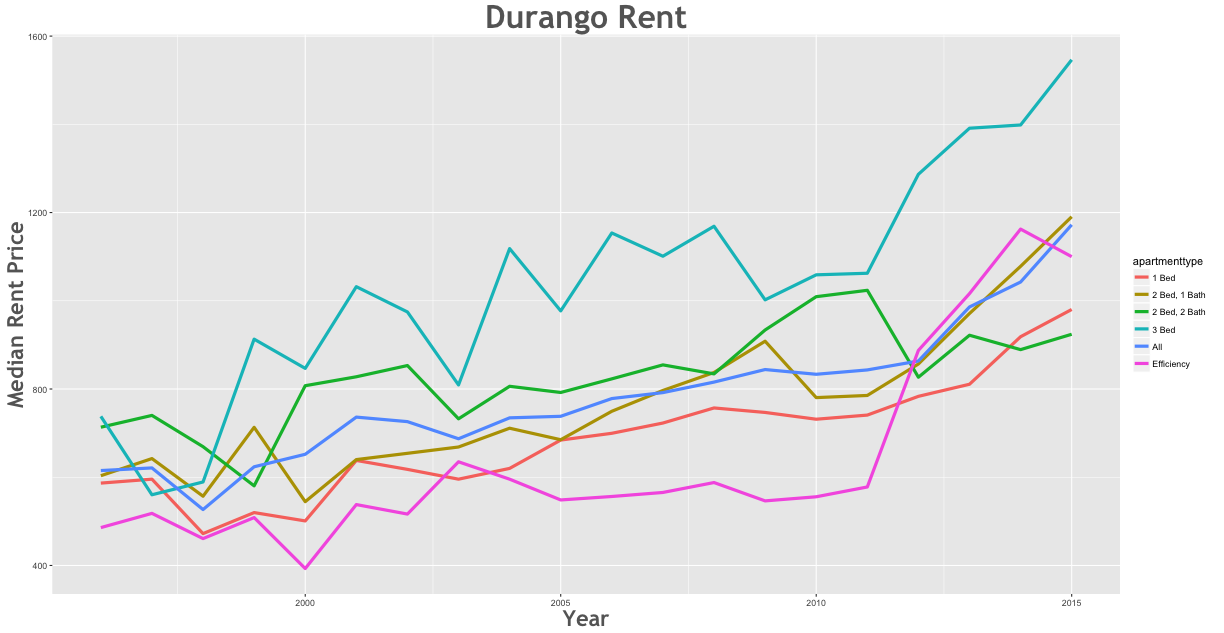 Durango Rent
Median Rent Price
1600
1200
800
400
2000
2005
2010
2015
Year
apartmenttype
1 Bed
2 Bed, 1 Bath
2 Bed, 2 Bath
3 Bed
All
Efficiency